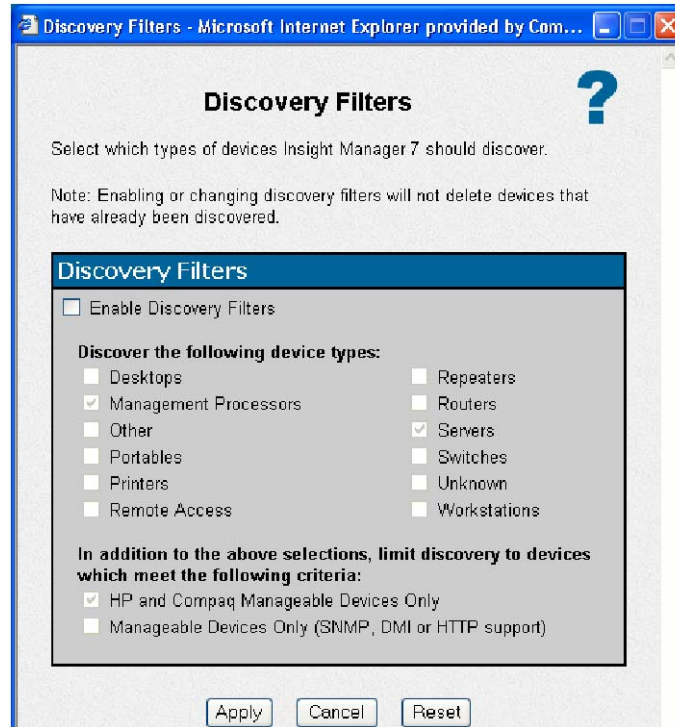 Discovery Filters - Microsoft Internet Explorer provided by Com...
Discovery Filters
?
Select which types of devices Insight Manager 7 should discover.
Note: Enabling or changing discovery filters will not delete devices that
have already been discovered.
Discovery Filters
Enable Discovery Filters
Discover the following device types:
Desktops
Repeaters
Management Processors
Routers
Other
Servers
Portables
Switches
Printers
Unknown
Remote Access
Workstations
In addition to the above selections, limit discovery to devices
which meet the following criteria:
HP and Compaq Manageable Devices Only
Manageable Devices Only (SNMP, DMI or HTTP support)
Apply
Cancel
Reset